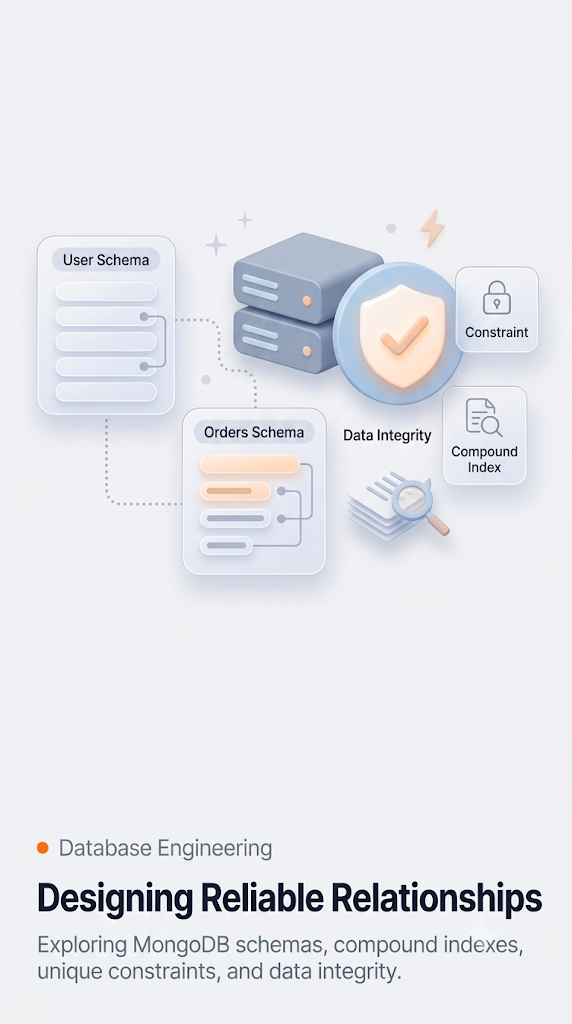 User Schema
Orders Schema
Data Integrity
Constraint
Compound
Index
Database Engineering
Designing Reliable Relationships
Exploring MongoDB schemas, compound indexes,
unique constraints, and data integrity.